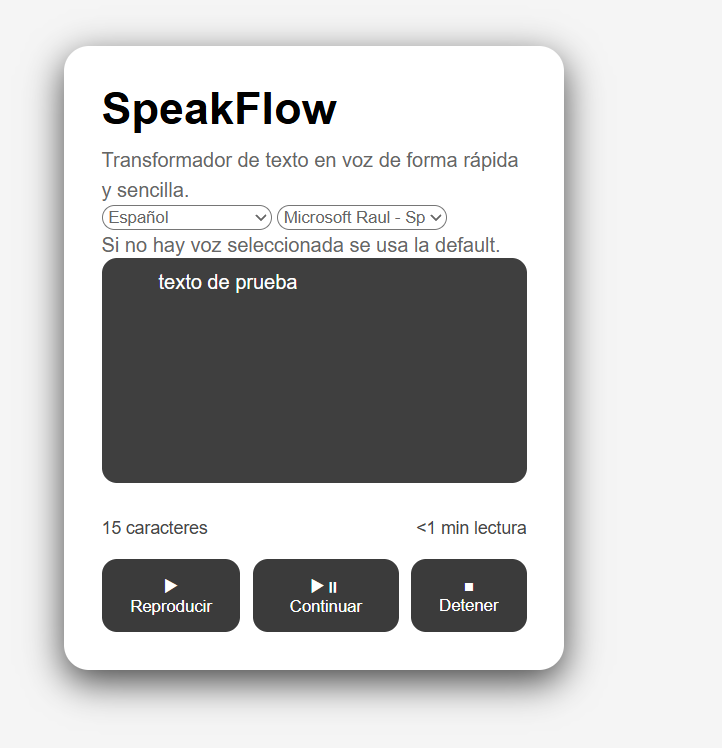 SpeakFlow
Transformador de texto en voz de forma rápida
y sencilla.
Español Microsoft Raul - Sp
Si no hay voz seleccionada se usa la default.
texto de prueba
15 caracteres <1 min lectura
▶ ▶⏸ ⏹
Reproducir Continuar Detener